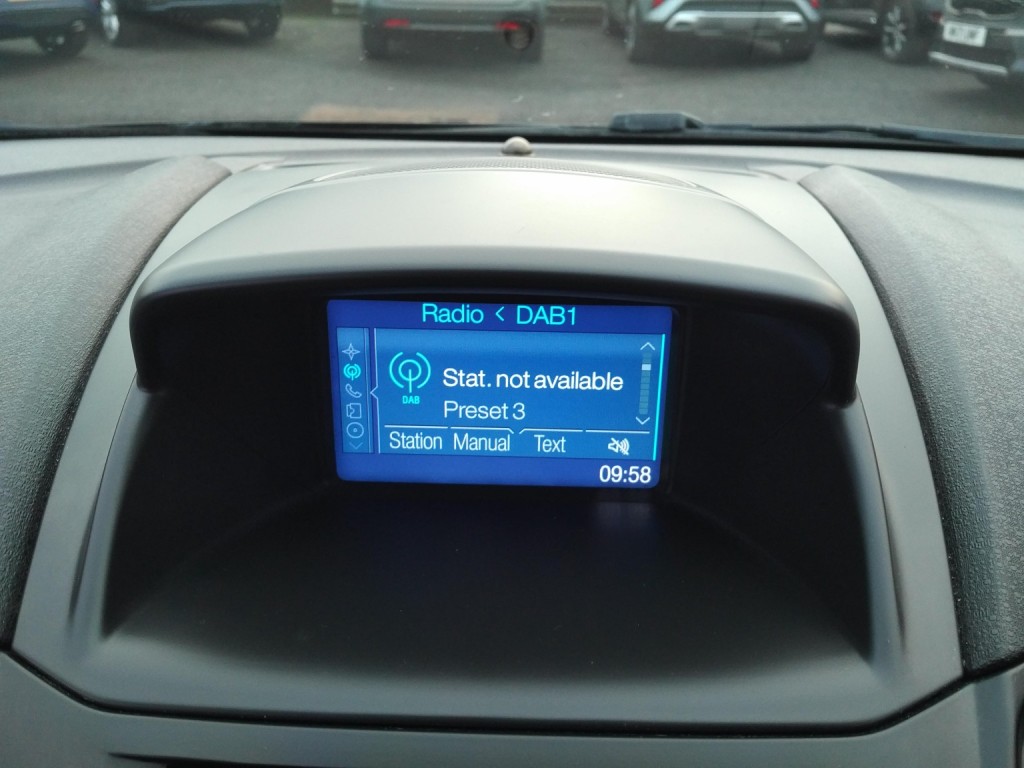 Radio < DAB1
DAB
Stat. not available
Preset 3
Station Manual Text
09:58